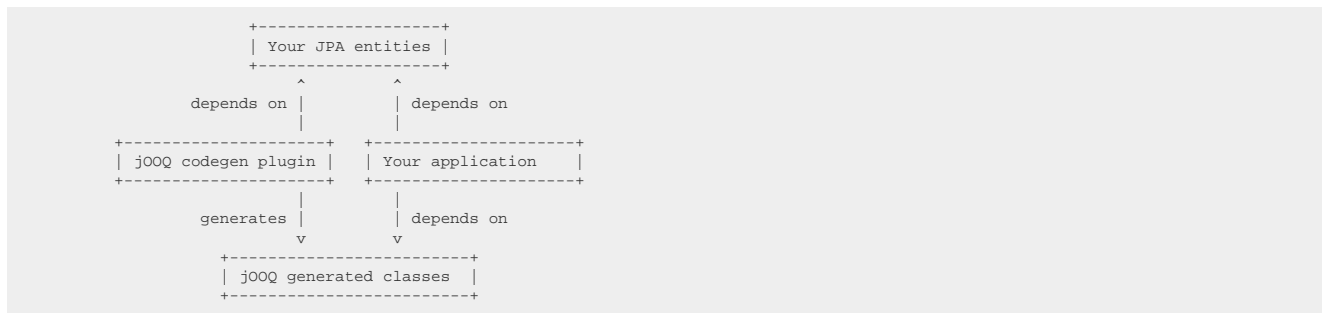 Your JPA entities
depends on depends on
jOOQ codegen plugin Your application
generates depends on
jOOQ generated classes